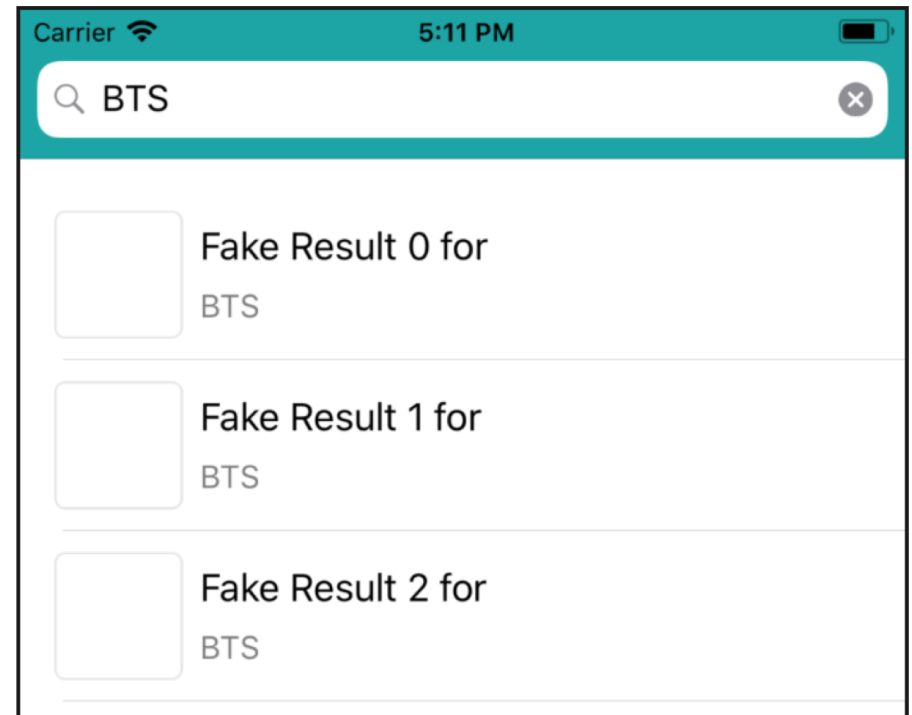 Carrier 5:11 PM
BTS
Fake Result 0 for
BTS
Fake Result 1 for
BTS
Fake Result 2 for
BTS